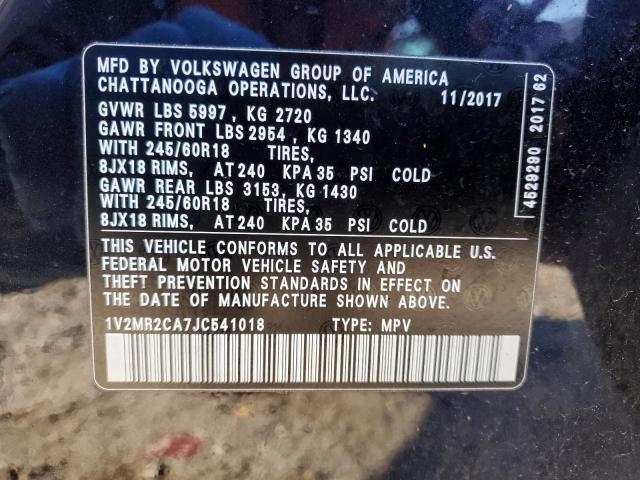 MFD BY VOLKSWAGEN GROUP OF AMERICA
CHATTANOOGA OPERATIONS, LLC. 11/2017
GVWR LBS 5997, KG 2720
GAWR FRONT LBS 2954, KG 1340
WITH 245/60R18 TIRES,
8JX18 RIMS, AT 240 KPA 35 PSI COLD
GAWR REAR LBS 3153, KG 1430
WITH 245/60R18 TIRES,
8JX18 RIMS, AT 240 KPA 35 PSI COLD
THIS VEHICLE CONFORMS TO ALL APPLICABLE U.S.
FEDERAL MOTOR VEHICLE SAFETY AND
THEFT PREVENTION STANDARDS IN EFFECT ON
THE DATE OF MANUFACTURE SHOWN ABOVE.
1V2MR2CA7JC541018 TYPE: MPV
4529290 2017 62